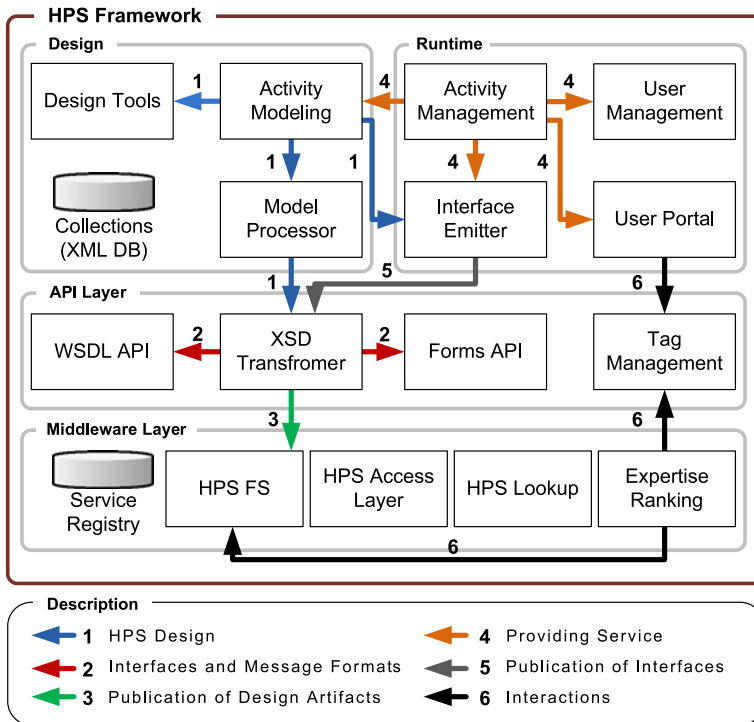 HPS Framework
Design
Runtime
Design Tools
1
Activity
Modeling
4
Activity
Management
4
User
Management
1
1
4
4
Collections
(XML DB)
Model
Processor
Interface
Emitter
User Portal
1
5
6
API Layer
WSDL API
2
XSD
Transfromer
2
Forms API
Tag
Management
3
6
Middleware Layer
Service
Registry
HPS FS
HPS Access
Layer
HPS Lookup
Expertise
Ranking
6
Description
1 HPS Design
2 Interfaces and Message Formats
3 Publication of Design Artifacts
4 Providing Service
5 Publication of Interfaces
6 Interactions